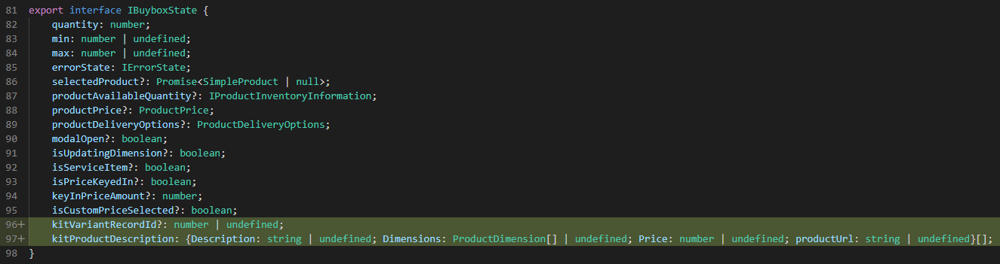 81 export interface IBuyboxState {
82 quantity: number;
83 min: number | undefined;
84 max: number | undefined;
85 errorState: IErrorState;
86 selectedProduct?: Promise<SimpleProduct | null>;
87 productAvailableQuantity?: IProductInventoryInformation;
88 productPrice?: ProductPrice;
89 productDeliveryOptions?: ProductDeliveryOptions;
90 modalOpen?: boolean;
91 isUpdatingDimension?: boolean;
92 isServiceItem?: boolean;
93 isPriceKeyedIn?: boolean;
94 keyInPriceAmount?: number;
95 isCustomPriceSelected?: boolean;
96+ kitVariantRecordId?: number | undefined;
97+ kitProductDescription: {Description: string | undefined; Dimensions: ProductDimension[] | undefined; Price: number | undefined; productUrl: string | undefined}[];
98 }